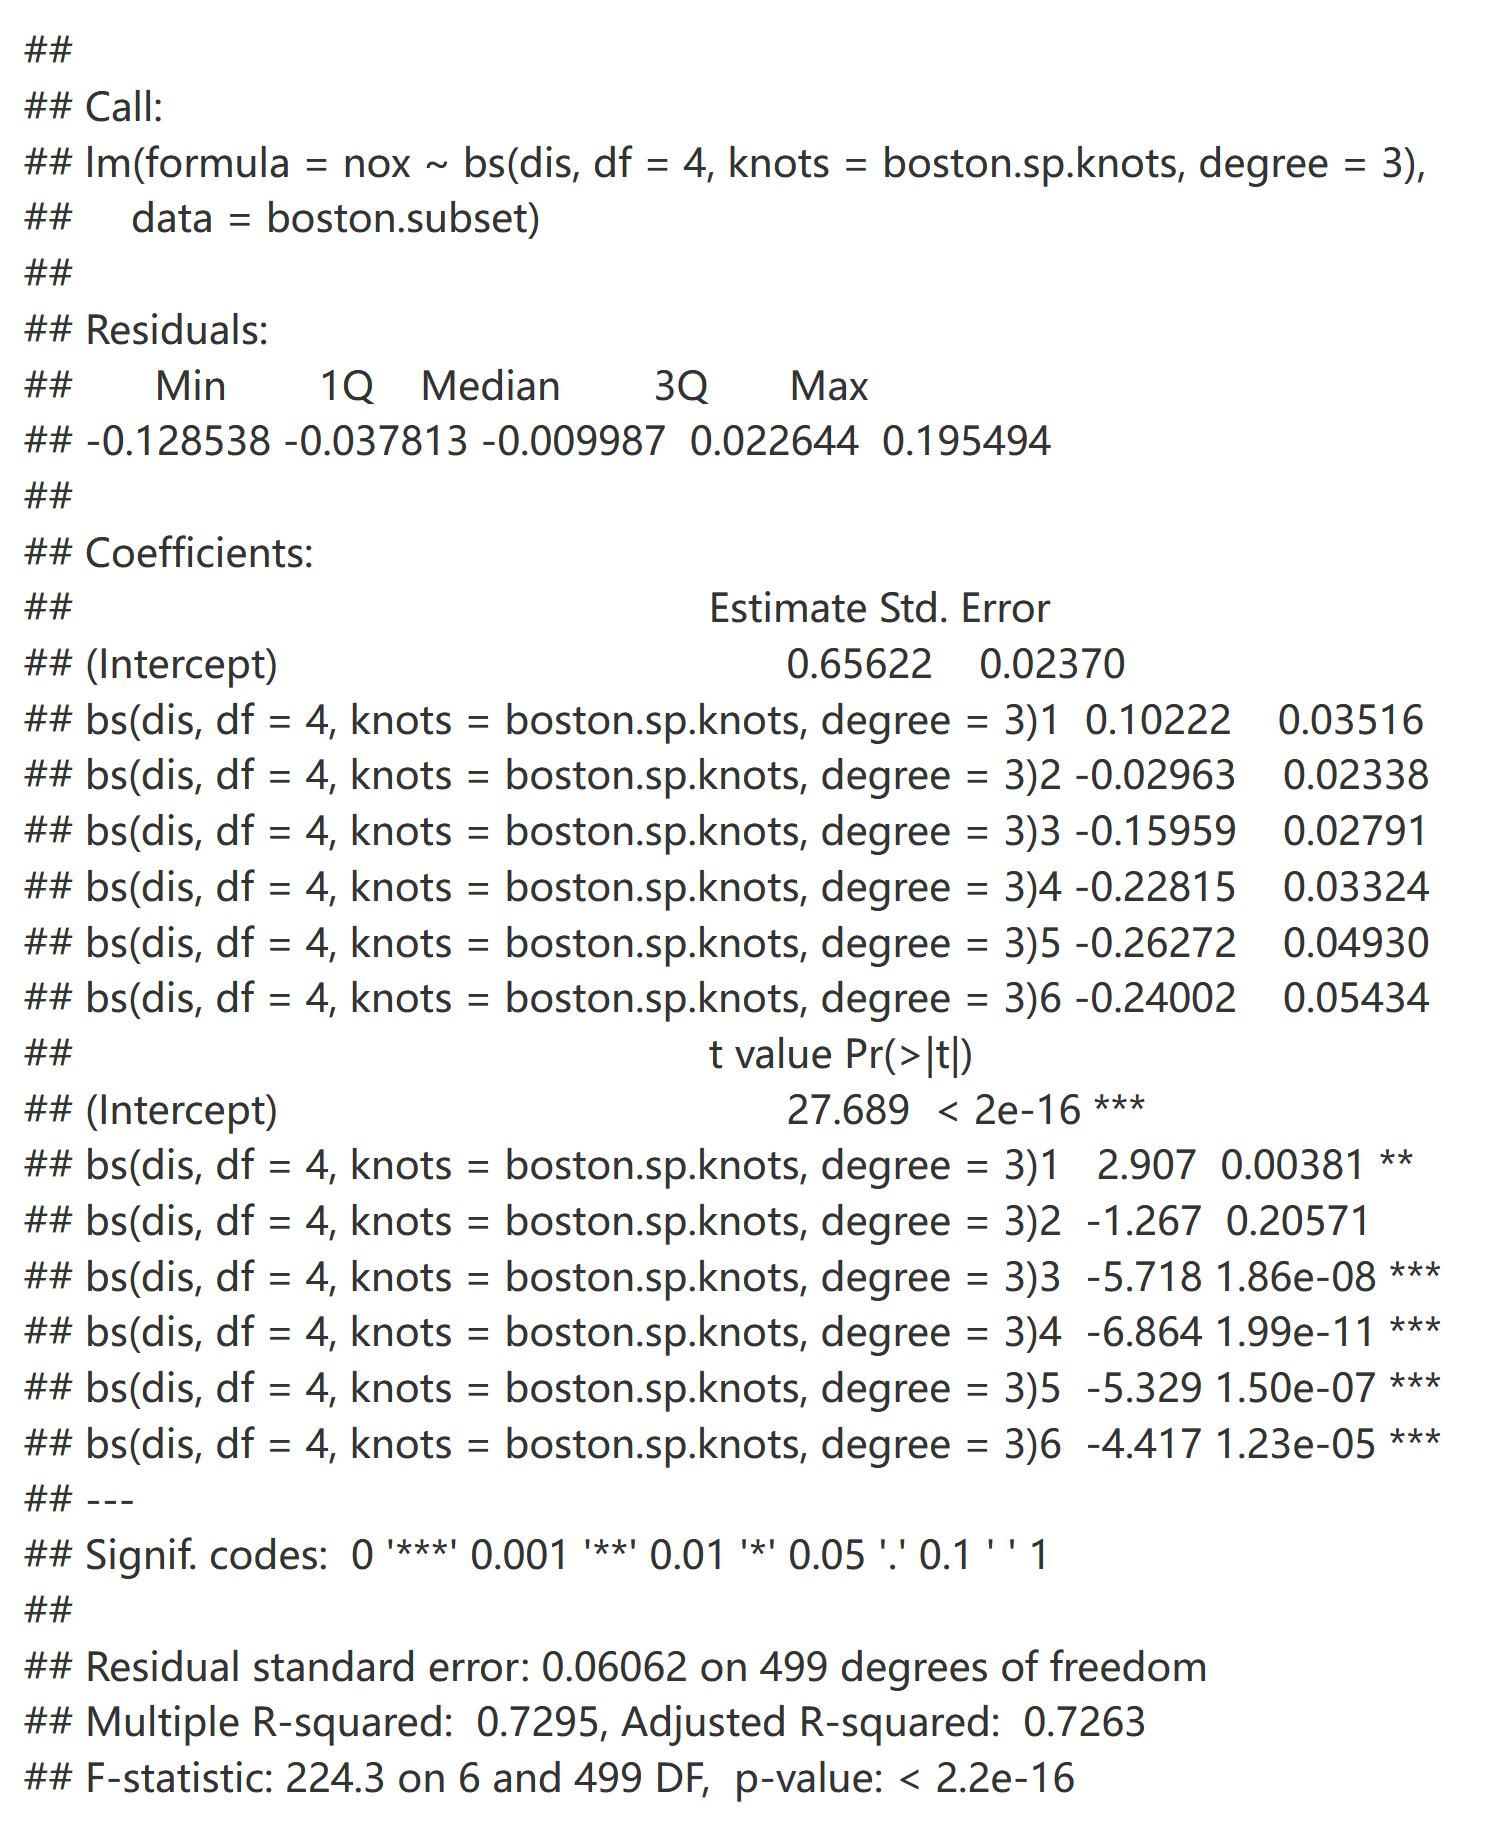 ##
## Call:
## lm(formula = nox ~ bs(dis, df = 4, knots = boston.sp.knots, degree = 3),
##     data = boston.subset)
##
## Residuals:
##       Min        1Q    Median        3Q       Max
## -0.128538 -0.037813 -0.009987  0.022644  0.195494
##
## Coefficients:
##                                                      Estimate Std. Error
## (Intercept)                                           0.65622    0.02370
## bs(dis, df = 4, knots = boston.sp.knots, degree = 3)1  0.10222    0.03516
## bs(dis, df = 4, knots = boston.sp.knots, degree = 3)2 -0.02963    0.02338
## bs(dis, df = 4, knots = boston.sp.knots, degree = 3)3 -0.15959    0.02791
## bs(dis, df = 4, knots = boston.sp.knots, degree = 3)4 -0.22815    0.03324
## bs(dis, df = 4, knots = boston.sp.knots, degree = 3)5 -0.26272    0.04930
## bs(dis, df = 4, knots = boston.sp.knots, degree = 3)6 -0.24002    0.05434
##                                                      t value Pr(>|t|)
## (Intercept)                                           27.689  < 2e-16 ***
## bs(dis, df = 4, knots = boston.sp.knots, degree = 3)1   2.907  0.00381 **
## bs(dis, df = 4, knots = boston.sp.knots, degree = 3)2  -1.267  0.20571
## bs(dis, df = 4, knots = boston.sp.knots, degree = 3)3  -5.718 1.86e-08 ***
## bs(dis, df = 4, knots = boston.sp.knots, degree = 3)4  -6.864 1.99e-11 ***
## bs(dis, df = 4, knots = boston.sp.knots, degree = 3)5  -5.329 1.50e-07 ***
## bs(dis, df = 4, knots = boston.sp.knots, degree = 3)6  -4.417 1.23e-05 ***
## ---
## Signif. codes:  0 '***' 0.001 '**' 0.01 '*' 0.05 '.' 0.1 ' ' 1
##
## Residual standard error: 0.06062 on 499 degrees of freedom
## Multiple R-squared:  0.7295, Adjusted R-squared:  0.7263
## F-statistic: 224.3 on 6 and 499 DF,  p-value: < 2.2e-16